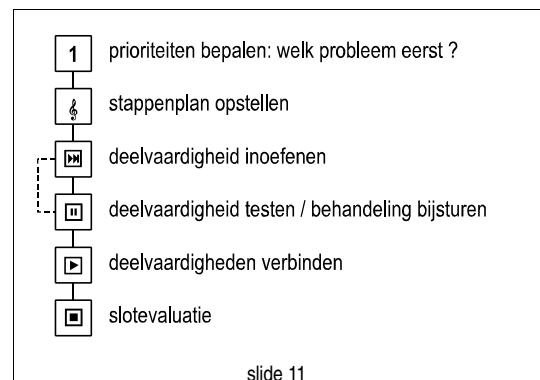 1 prioriteiten bepalen: welk probleem eerst ?
stappenplan opstellen
deelvaardigheid inoefenen
deelvaardigheid testen / behandeling bijsturen
deelvaardigheden verbinden
slotevaluatie
slide 11